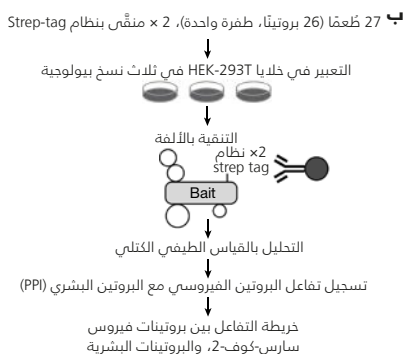 ب 27 طُعمًا (26 بروتينًا، طفرة واحدة)، 2 × منقَّى بنظام Strep-tag
التعبير في خلايا HEK-293T في ثلاث نسخ بيولوجية
التنقية بالألفة
2× نظام
strep tag
Bait
التحليل بالقياس الطيفي الكتلي
تسجيل تفاعل البروتين الفيروسي مع البروتين البشري (PPI)
خريطة التفاعل بين بروتينات فيروس
سارس-كوف-2، والبروتينات البشرية